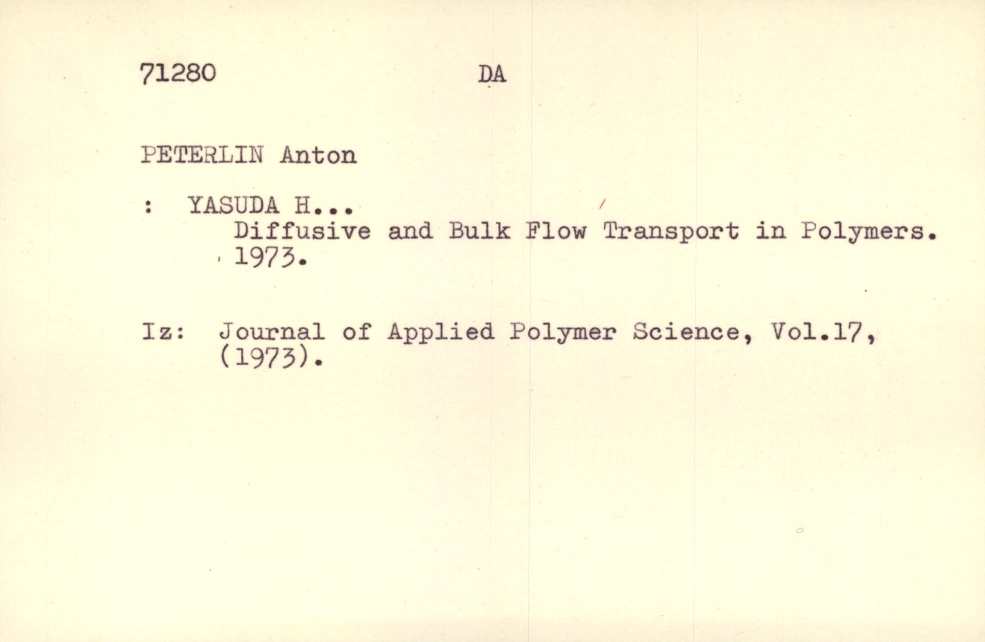 71280 DA
PETERLIN Anton
: YASUDA H...
Diffusive and Bulk Flow Transport in Polymers.
1973.
Iz: Journal of Applied Polymer Science, Vol.17,
(1973).